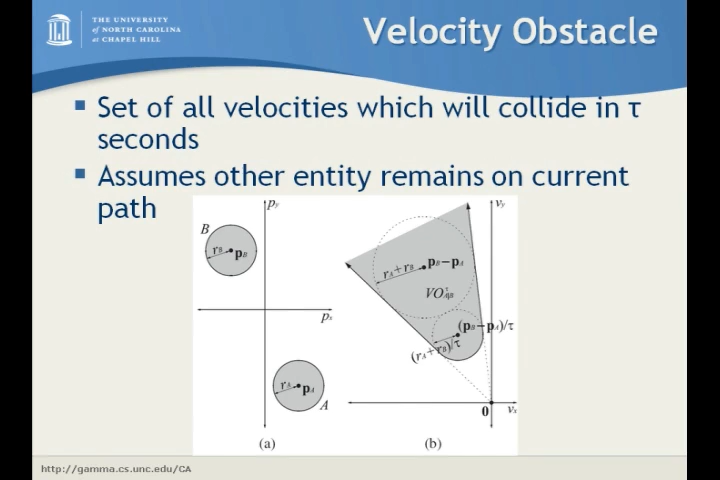 THE UNIVERSITY
of NORTH CAROLINA
at CHAPEL HILL
Velocity Obstacle
Set of all velocities which will collide in τ
seconds
Assumes other entity remains on current
path
p_y
B
r_B
p_B
p_x
r_A
p_A
A
(a)
v_y
r_A+r_B
p_B−p_A
VO^τ_A|B
(p_B−p_A)/τ
(r_A+r_B)/τ
0
v_x
(b)
http://gamma.cs.unc.edu/CA